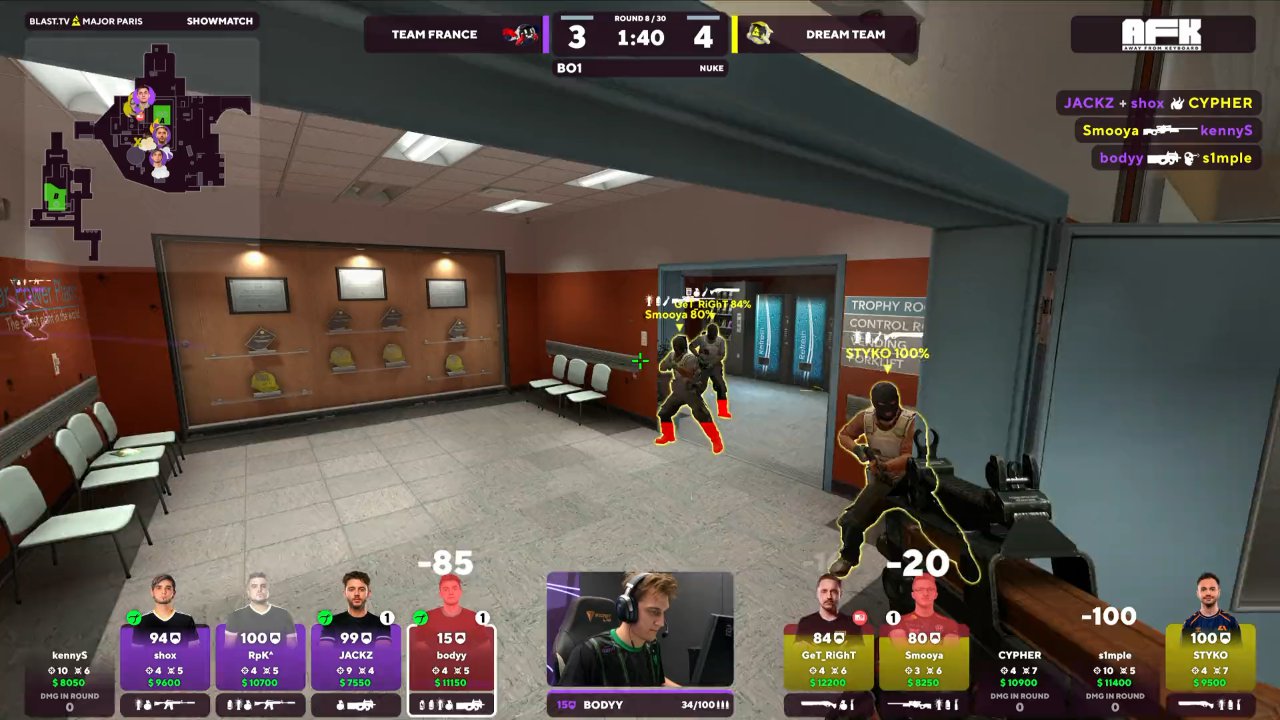 BLAST.TV MAJOR PARIS SHOWMATCH
TEAM FRANCE 3 ROUND 8 / 30 1:40 4 DREAM TEAM
BO1 NUKE
AFK
AWAY FROM KEYBOARD
JACKZ + shox CYPHER
Smooya kennyS
bodyy s1mple
A
B
GeT_RiGhT 84%
Smooya 80%
STYKO 100%
TROPHY RO
CONTROL R
FORKLIFT
-85
-20
-100
kennyS
10 6
$8050
DMG IN ROUND
0
94
shox
4 5
$9600
100
RpK^
4 5
$10700
1
99
JACKZ
9 4
$7550
1
15
bodyy
4 5
$11150
15 BODYY 34/100
84
GeT_RiGhT
4 6
$12200
1
80
Smooya
3 6
$8250
CYPHER
4 7
$10900
DMG IN ROUND
0
s1mple
10 5
$11400
DMG IN ROUND
0
100
STYKO
4 7
$9500